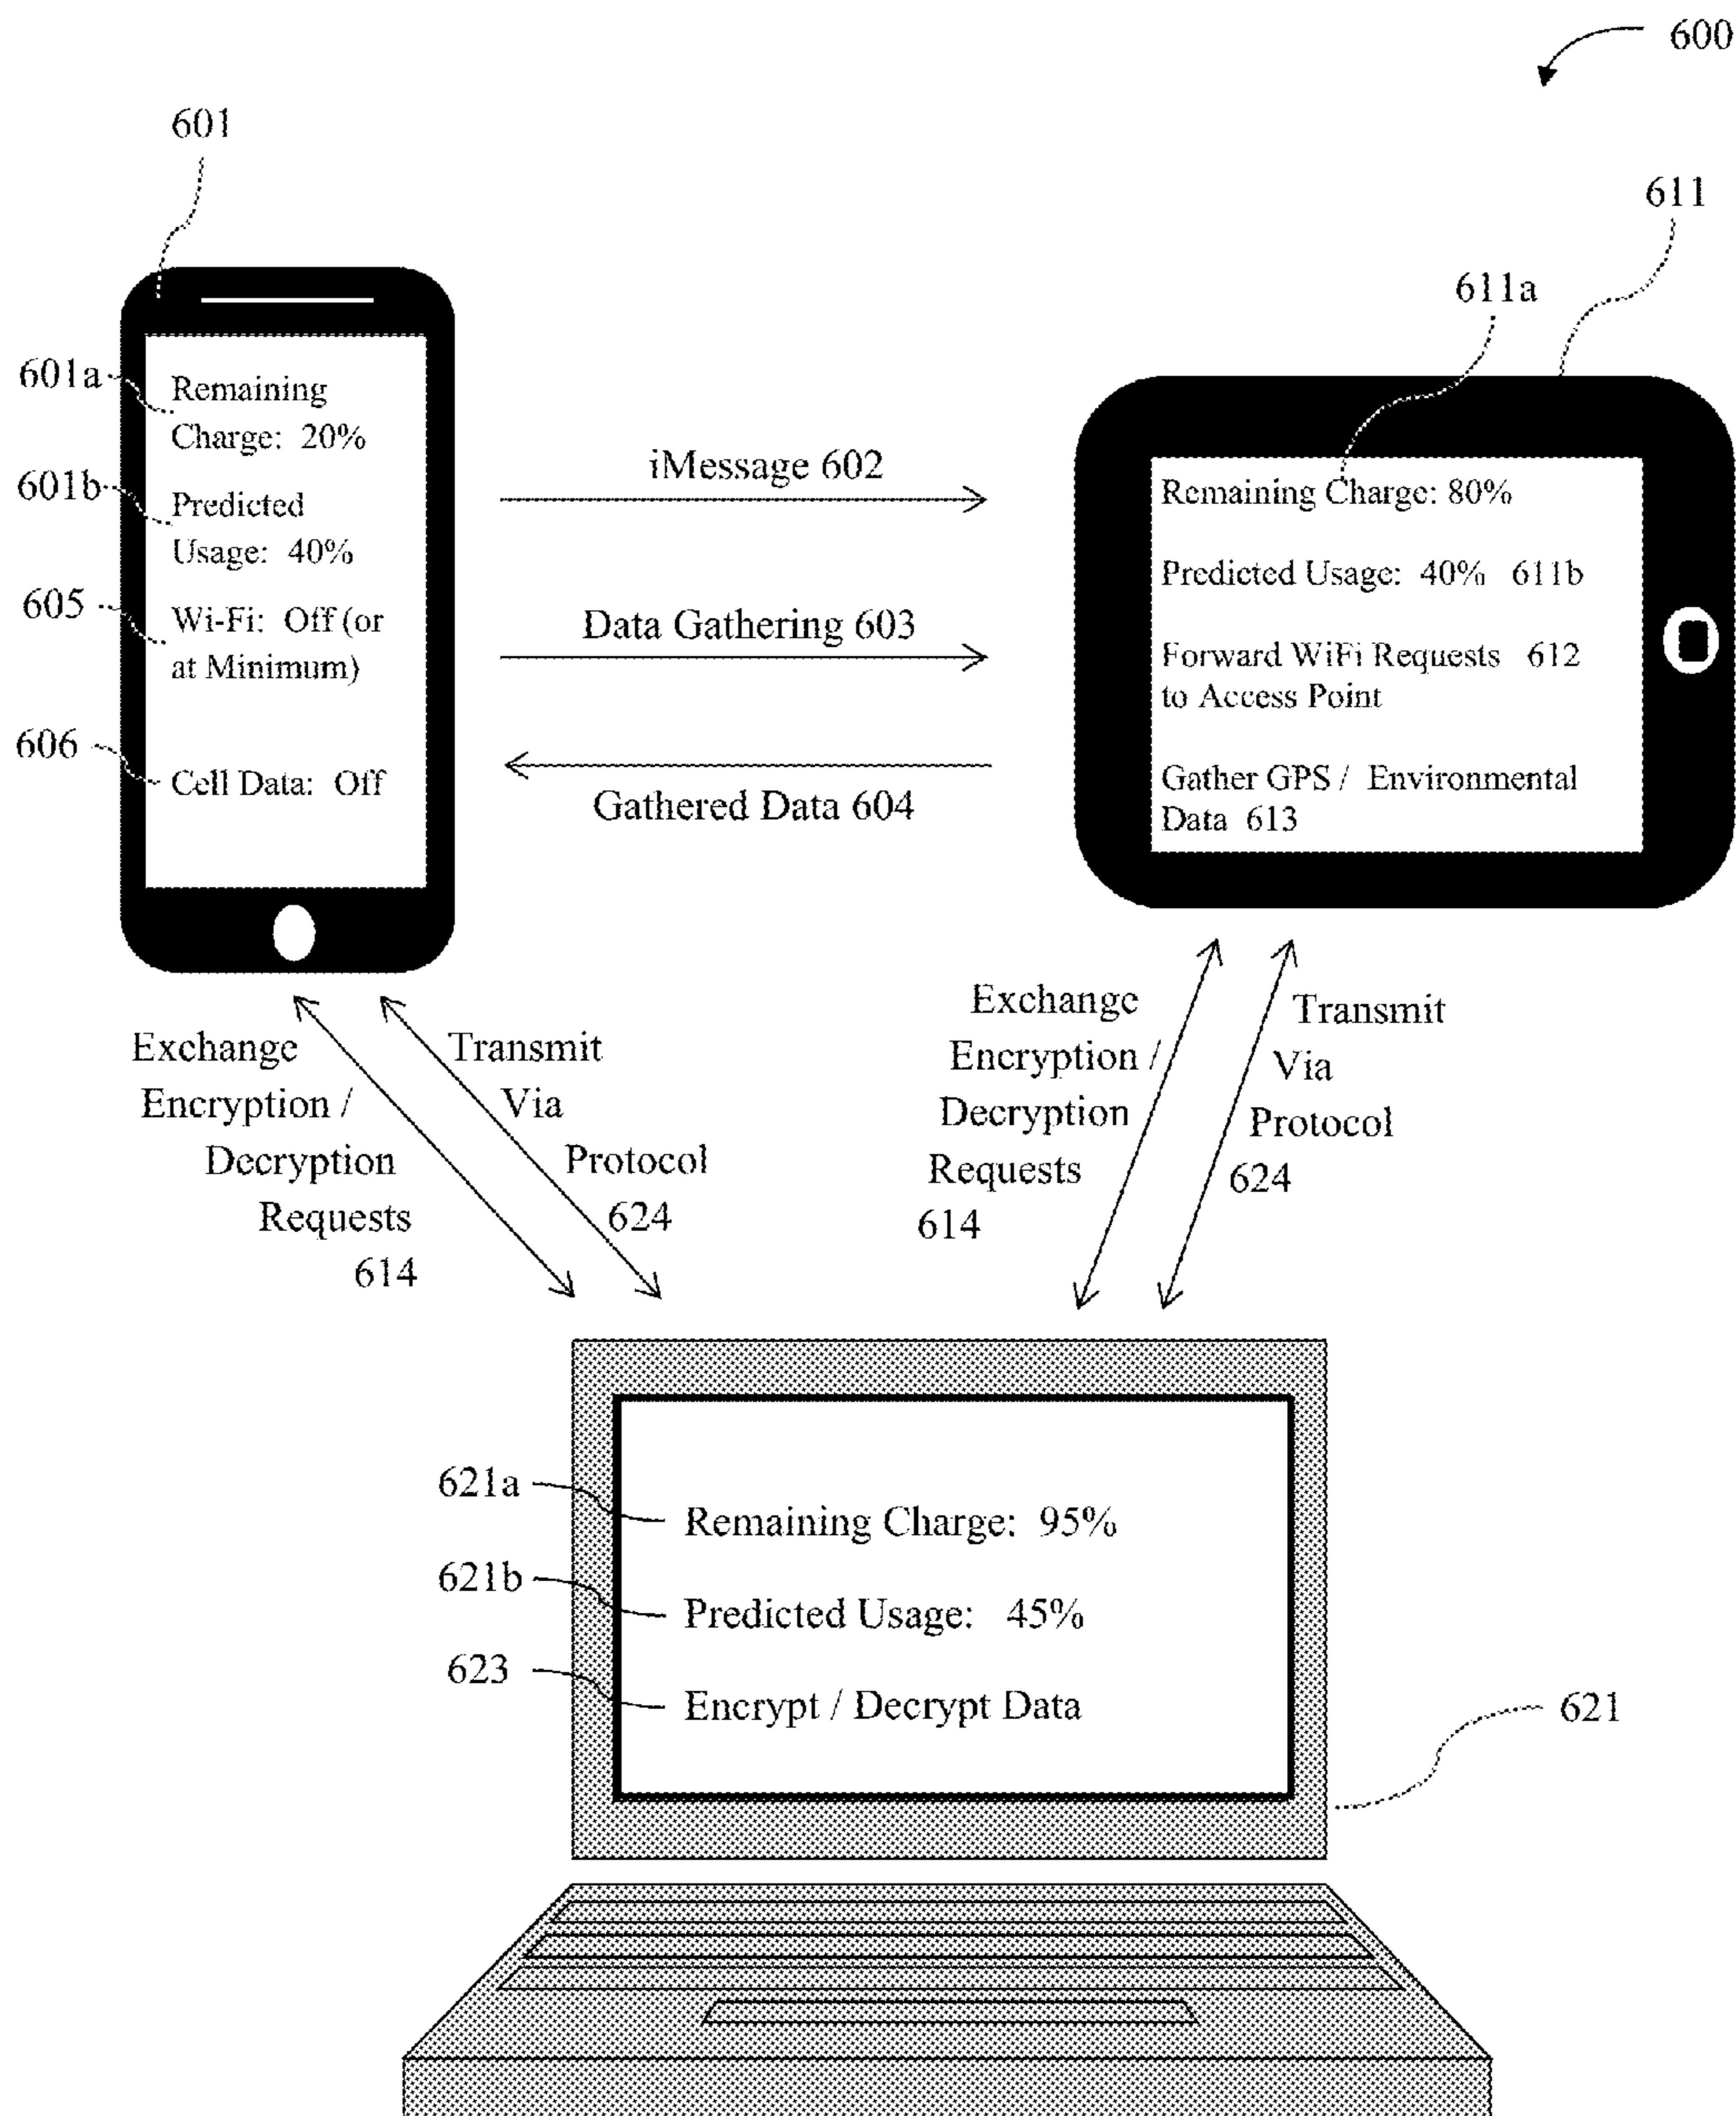 600
601
611
611a
601a
Remaining
Charge: 20%
601b
Predicted
Usage: 40%
605
Wi-Fi: Off (or
at Minimum)
606
Cell Data: Off
iMessage 602
Data Gathering 603
Gathered Data 604
Remaining Charge: 80%
Predicted Usage: 40% 611b
Forward WiFi Requests 612
to Access Point
Gather GPS / Environmental
Data 613
Exchange
Encryption /
Decryption
Requests
614
Transmit
Via
Protocol
624
Exchange
Encryption /
Decryption
Requests
614
Transmit
Via
Protocol
624
621a
Remaining Charge: 95%
621b
Predicted Usage: 45%
623
Encrypt / Decrypt Data
621